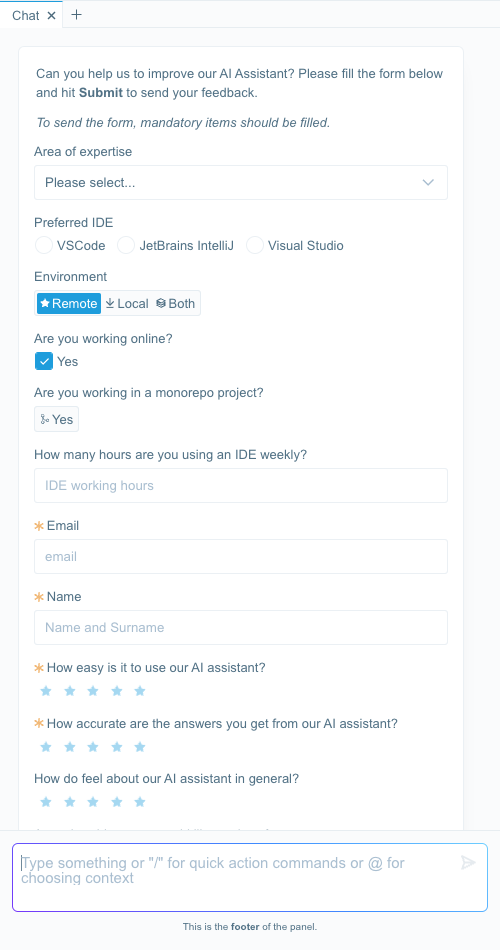 Chat
Can you help us to improve our AI Assistant? Please fill the form below
and hit Submit to send your feedback.
To send the form, mandatory items should be filled.
Area of expertise
Please select...
Preferred IDE
VSCode JetBrains IntelliJ Visual Studio
Environment
Remote Local Both
Are you working online?
Yes
Are you working in a monorepo project?
Yes
How many hours are you using an IDE weekly?
IDE working hours
Email
email
Name
Name and Surname
How easy is it to use our AI assistant?
How accurate are the answers you get from our AI assistant?
How do feel about our AI assistant in general?
Type something or "/" for quick action commands or @ for
choosing context
This is the footer of the panel.